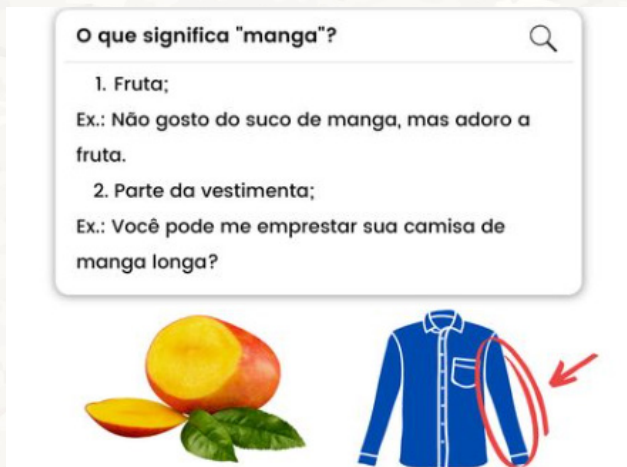 O que significa "manga"?
1. Fruta;
Ex.: Não gosto do suco de manga, mas adoro a
fruta.
2. Parte da vestimenta;
Ex.: Você pode me emprestar sua camisa de
manga longa?